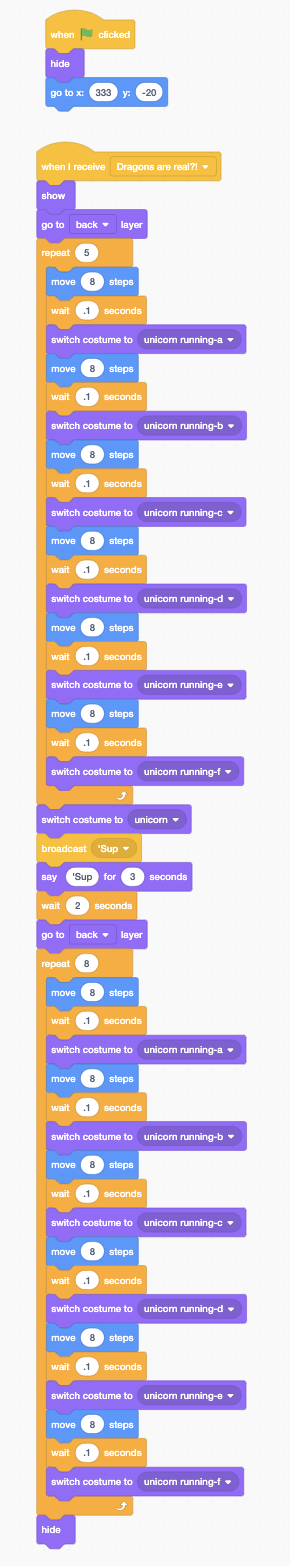 when clicked
hide
go to x: 333 y: -20
when I receive Dragons are real?!
show
go to back layer
repeat 5
move 8 steps
wait .1 seconds
switch costume to unicorn running-a
move 8 steps
wait .1 seconds
switch costume to unicorn running-b
move 8 steps
wait .1 seconds
switch costume to unicorn running-c
move 8 steps
wait .1 seconds
switch costume to unicorn running-d
move 8 steps
wait .1 seconds
switch costume to unicorn running-e
move 8 steps
wait .1 seconds
switch costume to unicorn running-f
switch costume to unicorn
broadcast 'Sup
say 'Sup for 3 seconds
wait 2 seconds
go to back layer
repeat 8
move 8 steps
wait .1 seconds
switch costume to unicorn running-a
move 8 steps
wait .1 seconds
switch costume to unicorn running-b
move 8 steps
wait .1 seconds
switch costume to unicorn running-c
move 8 steps
wait .1 seconds
switch costume to unicorn running-d
move 8 steps
wait .1 seconds
switch costume to unicorn running-e
move 8 steps
wait .1 seconds
switch costume to unicorn running-f
hide